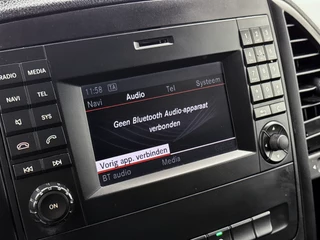 RADIO MEDIA
NAVI TEL
SYS
ON
11:58 TA
Navi Audio Tel Systeem
Geen Bluetooth Audio-apparaat
verbonden
Vorig app. verbinden
BT audio Media